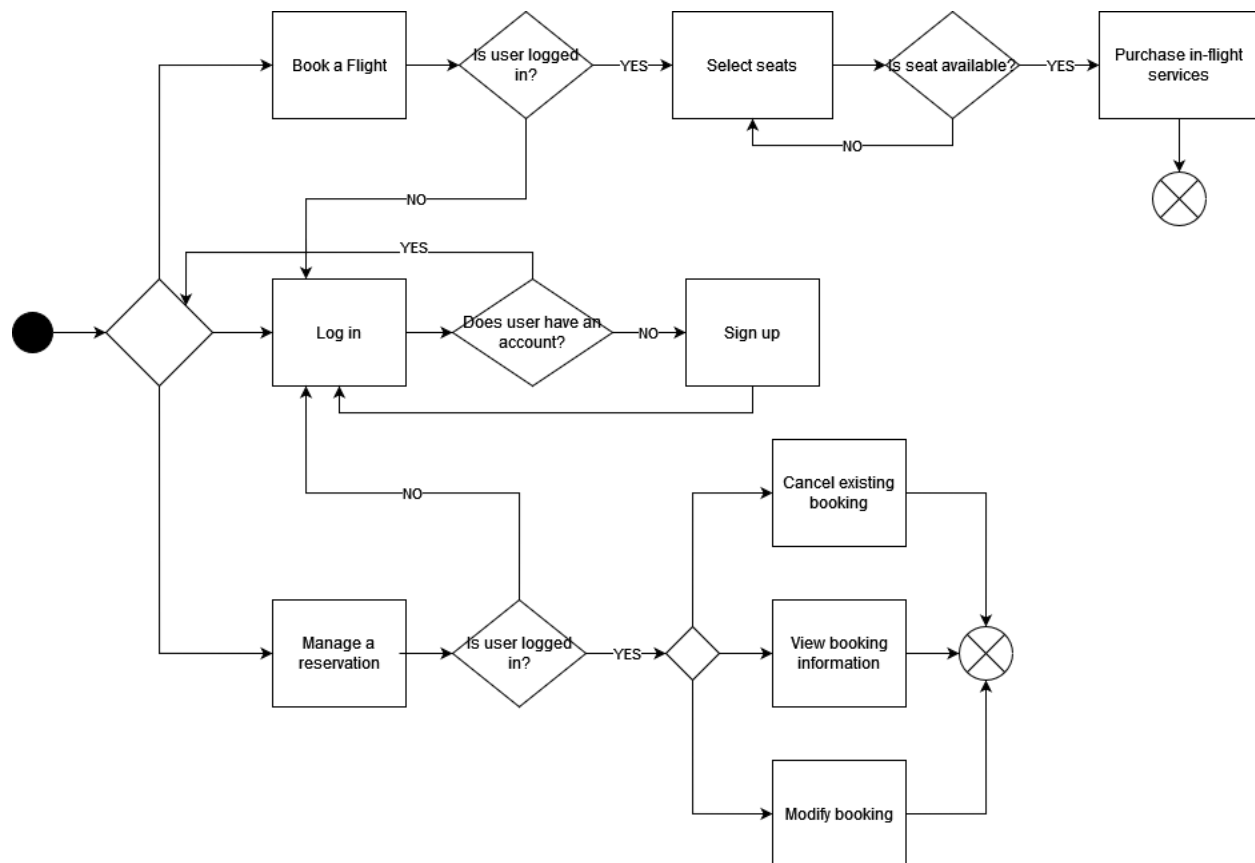 Book a Flight
Is user logged
in?
YES
Select seats
Is seat available?
YES
Purchase in-flight
services
NO
NO
YES
Log in
Does user have an
account?
NO
Sign up
NO
Cancel existing
booking
Manage a
reservation
Is user logged
in?
YES
View booking
information
Modify booking